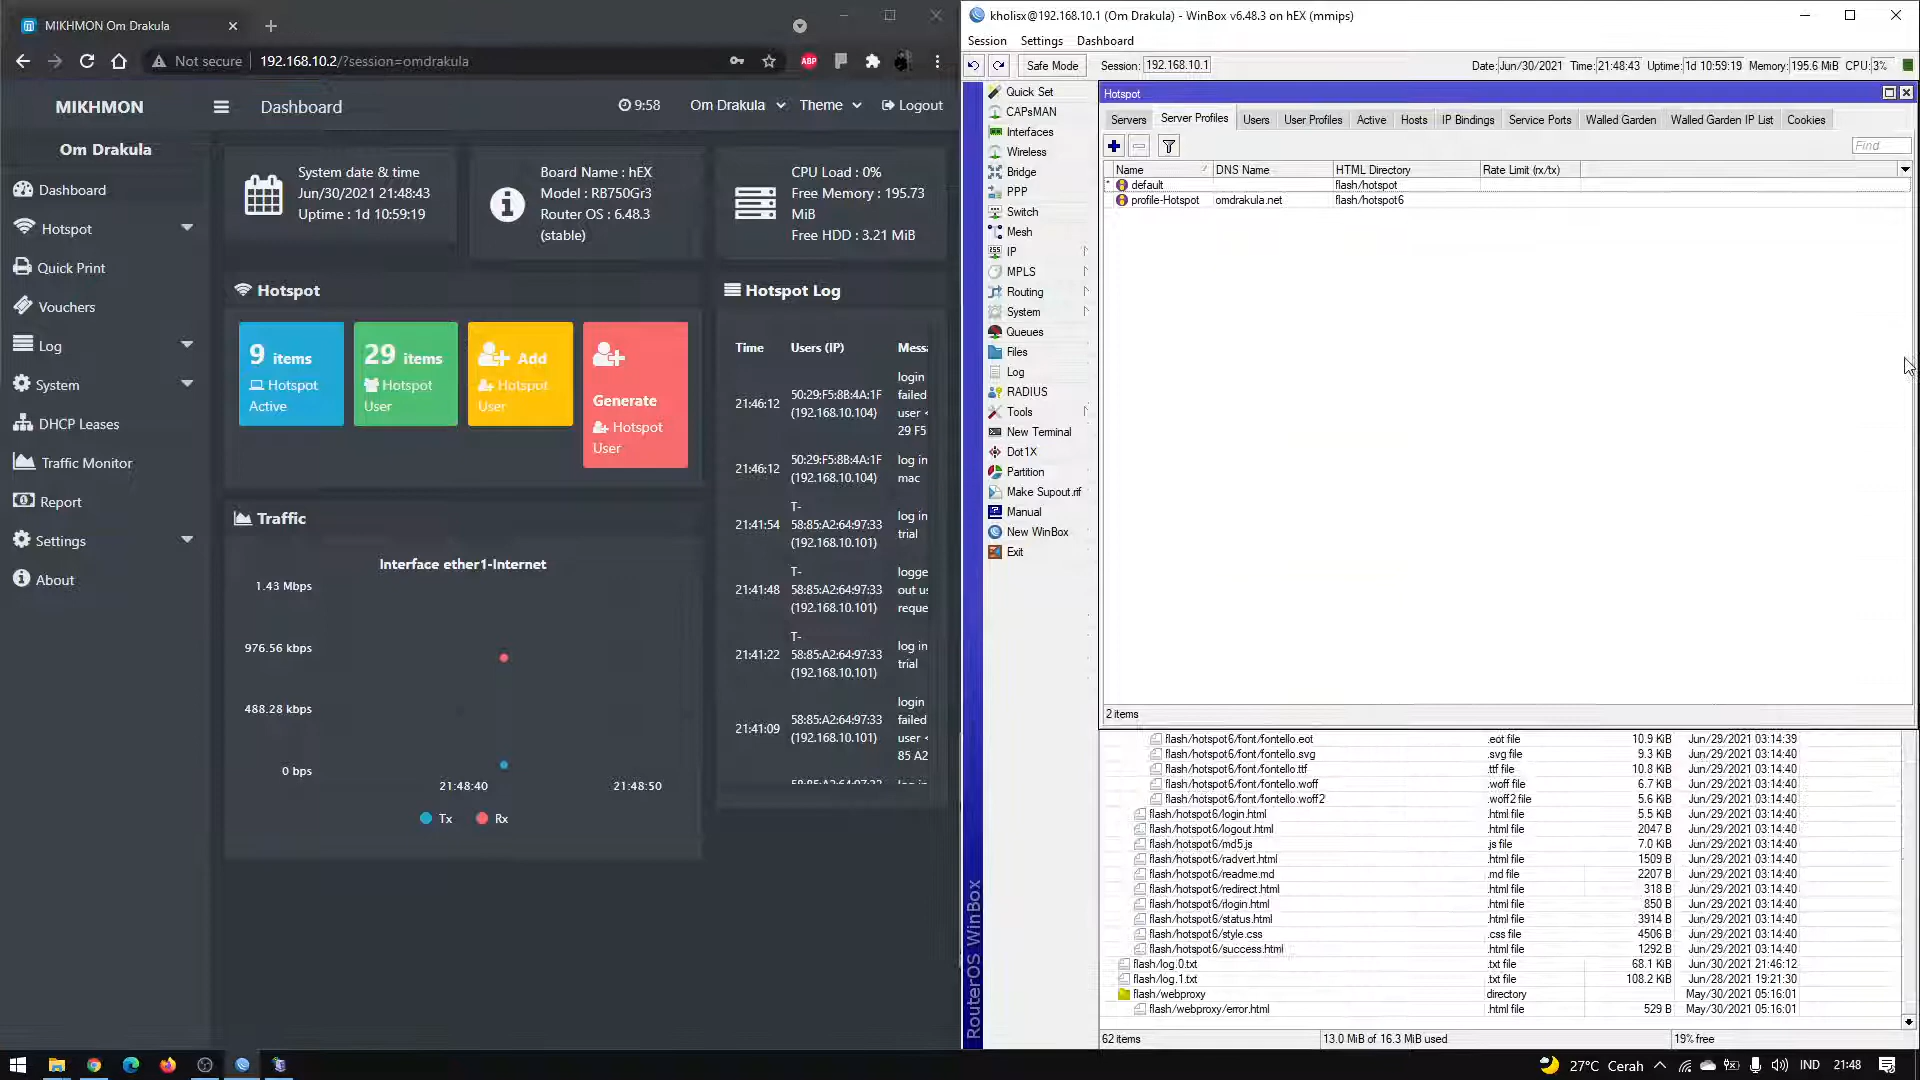 MIKHMON Om Drakula
Not secure 192.168.10.2/?session=omdrakula
ABP
MIKHMON
Dashboard
9:58
Om Drakula
Theme
Logout
Om Drakula
Dashboard
Hotspot
Quick Print
Vouchers
Log
System
DHCP Leases
Traffic Monitor
Report
Settings
About
System date & time
Jun/30/2021 21:48:43
Uptime : 1d 10:59:19
Board Name : hEX
Model : RB750Gr3
Router OS : 6.48.3
(stable)
CPU Load : 0%
Free Memory : 195.73
MiB
Free HDD : 3.21 MiB
Hotspot
9 items
Hotspot
Active
29 items
Hotspot
User
Add
Hotspot
User
Generate
Hotspot
User
Traffic
Interface ether1-Internet
1.43 Mbps
976.56 kbps
488.28 kbps
0 bps
21:48:40 21:48:50
Tx Rx
Hotspot Log
Time Users (IP) Messa
21:46:12 50:29:F5:8B:4A:1F (192.168.10.104) login failed user < 29 F5
21:46:12 50:29:F5:8B:4A:1F (192.168.10.104) log in mac
21:41:54 T-58:85:A2:64:97:33 (192.168.10.101) log in trial
21:41:48 T-58:85:A2:64:97:33 (192.168.10.101) logge out us reque
21:41:22 T-58:85:A2:64:97:33 (192.168.10.101) log in trial
21:41:09 58:85:A2:64:97:33 (192.168.10.101) login failed user < 85 A2
kholisx@192.168.10.1 (Om Drakula) - WinBox v6.48.3 on hEX (mmips)
Session Settings Dashboard
Safe Mode Session: 192.168.10.1 Date: Jun/30/2021 Time: 21:48:43 Uptime: 1d 10:59:19 Memory: 195.6 MiB CPU: 3%
Quick Set
CAPsMAN
Interfaces
Wireless
Bridge
PPP
Switch
Mesh
IP
MPLS
Routing
System
Queues
Files
Log
RADIUS
Tools
New Terminal
Dot1X
Partition
Make Supout.rif
Manual
New WinBox
Exit
RouterOS WinBox
Hotspot
Servers Server Profiles Users User Profiles Active Hosts IP Bindings Service Ports Walled Garden Walled Garden IP List Cookies
Find
Name DNS Name HTML Directory Rate Limit (rx/tx)
* default flash/hotspot
profile-Hotspot omdrakula.net flash/hotspot6
2 items
flash/hotspot6/font/fontello.eot .eot file 10.9 KiB Jun/29/2021 03:14:39
flash/hotspot6/font/fontello.svg .svg file 9.3 KiB Jun/29/2021 03:14:40
flash/hotspot6/font/fontello.ttf .ttf file 10.8 KiB Jun/29/2021 03:14:40
flash/hotspot6/font/fontello.woff .woff file 6.7 KiB Jun/29/2021 03:14:40
flash/hotspot6/font/fontello.woff2 .woff2 file 5.6 KiB Jun/29/2021 03:14:40
flash/hotspot6/login.html .html file 5.5 KiB Jun/29/2021 03:14:40
flash/hotspot6/logout.html .html file 2047 B Jun/29/2021 03:14:40
flash/hotspot6/md5.js .js file 7.0 KiB Jun/29/2021 03:14:40
flash/hotspot6/radvert.html .html file 1509 B Jun/29/2021 03:14:40
flash/hotspot6/readme.md .md file 2207 B Jun/29/2021 03:14:40
flash/hotspot6/redirect.html .html file 318 B Jun/29/2021 03:14:40
flash/hotspot6/rlogin.html .html file 850 B Jun/29/2021 03:14:40
flash/hotspot6/status.html .html file 3914 B Jun/29/2021 03:14:40
flash/hotspot6/style.css .css file 4506 B Jun/29/2021 03:14:40
flash/hotspot6/success.html .html file 1292 B Jun/29/2021 03:14:40
flash/log.0.txt .txt file 68.1 KiB Jun/30/2021 21:46:12
flash/log.1.txt .txt file 108.2 KiB Jun/28/2021 19:21:30
flash/webproxy directory May/30/2021 05:16:01
flash/webproxy/error.html .html file 529 B May/30/2021 05:16:01
62 items 13.0 MiB of 16.3 MiB used 19% free
27°C Cerah IND 21:48